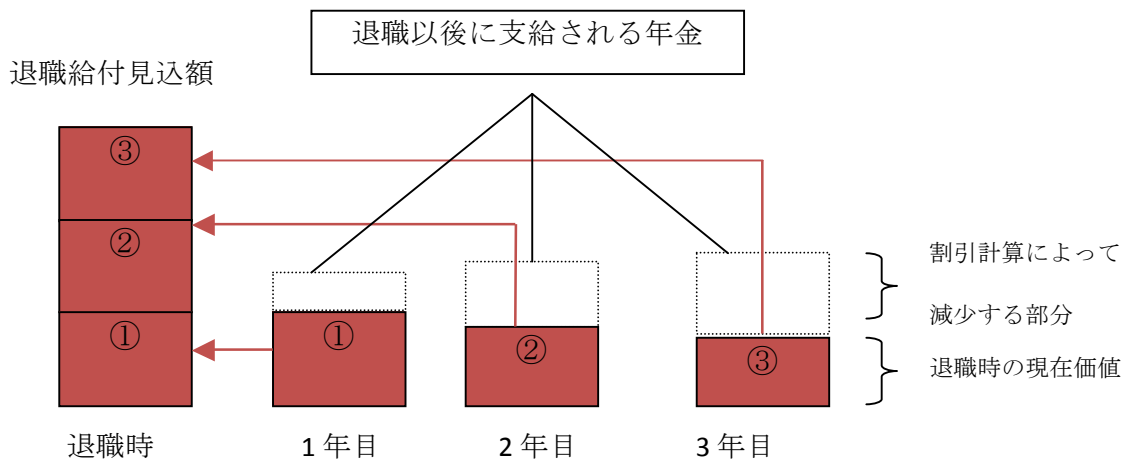 退職以後に支給される年金
退職給付見込額
③
②
①
①
②
③
割引計算によって
減少する部分
退職時の現在価値
退職時
1年目
2年目
3年目